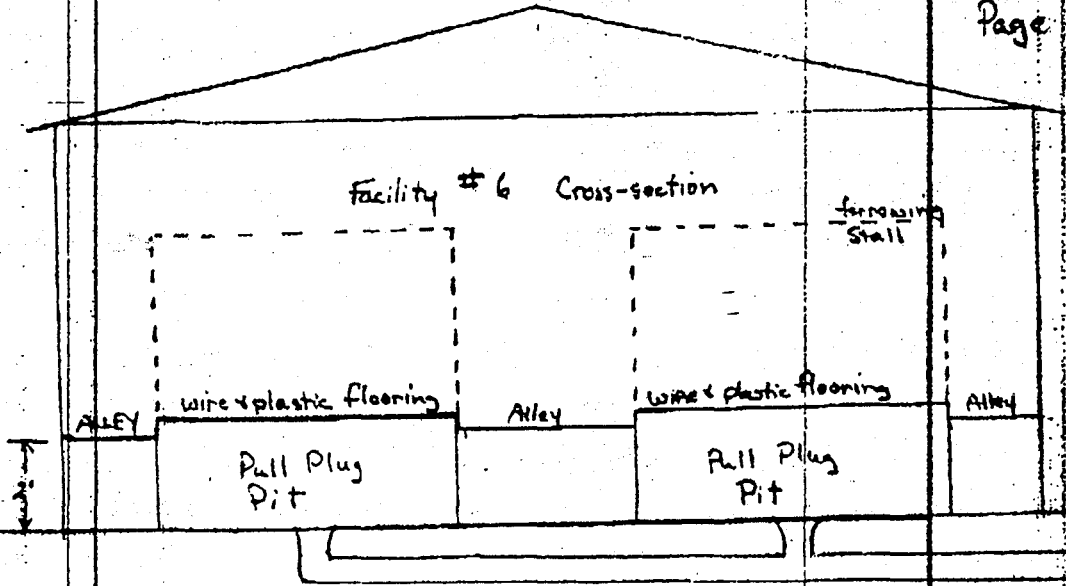 Page
Facility #6 Cross-section
farrowing
Stall
wire & plastic flooring
wire & plastic flooring
ALLEY
Alley
Alley
Pull Plug
Pit
Pull Plug
Pit